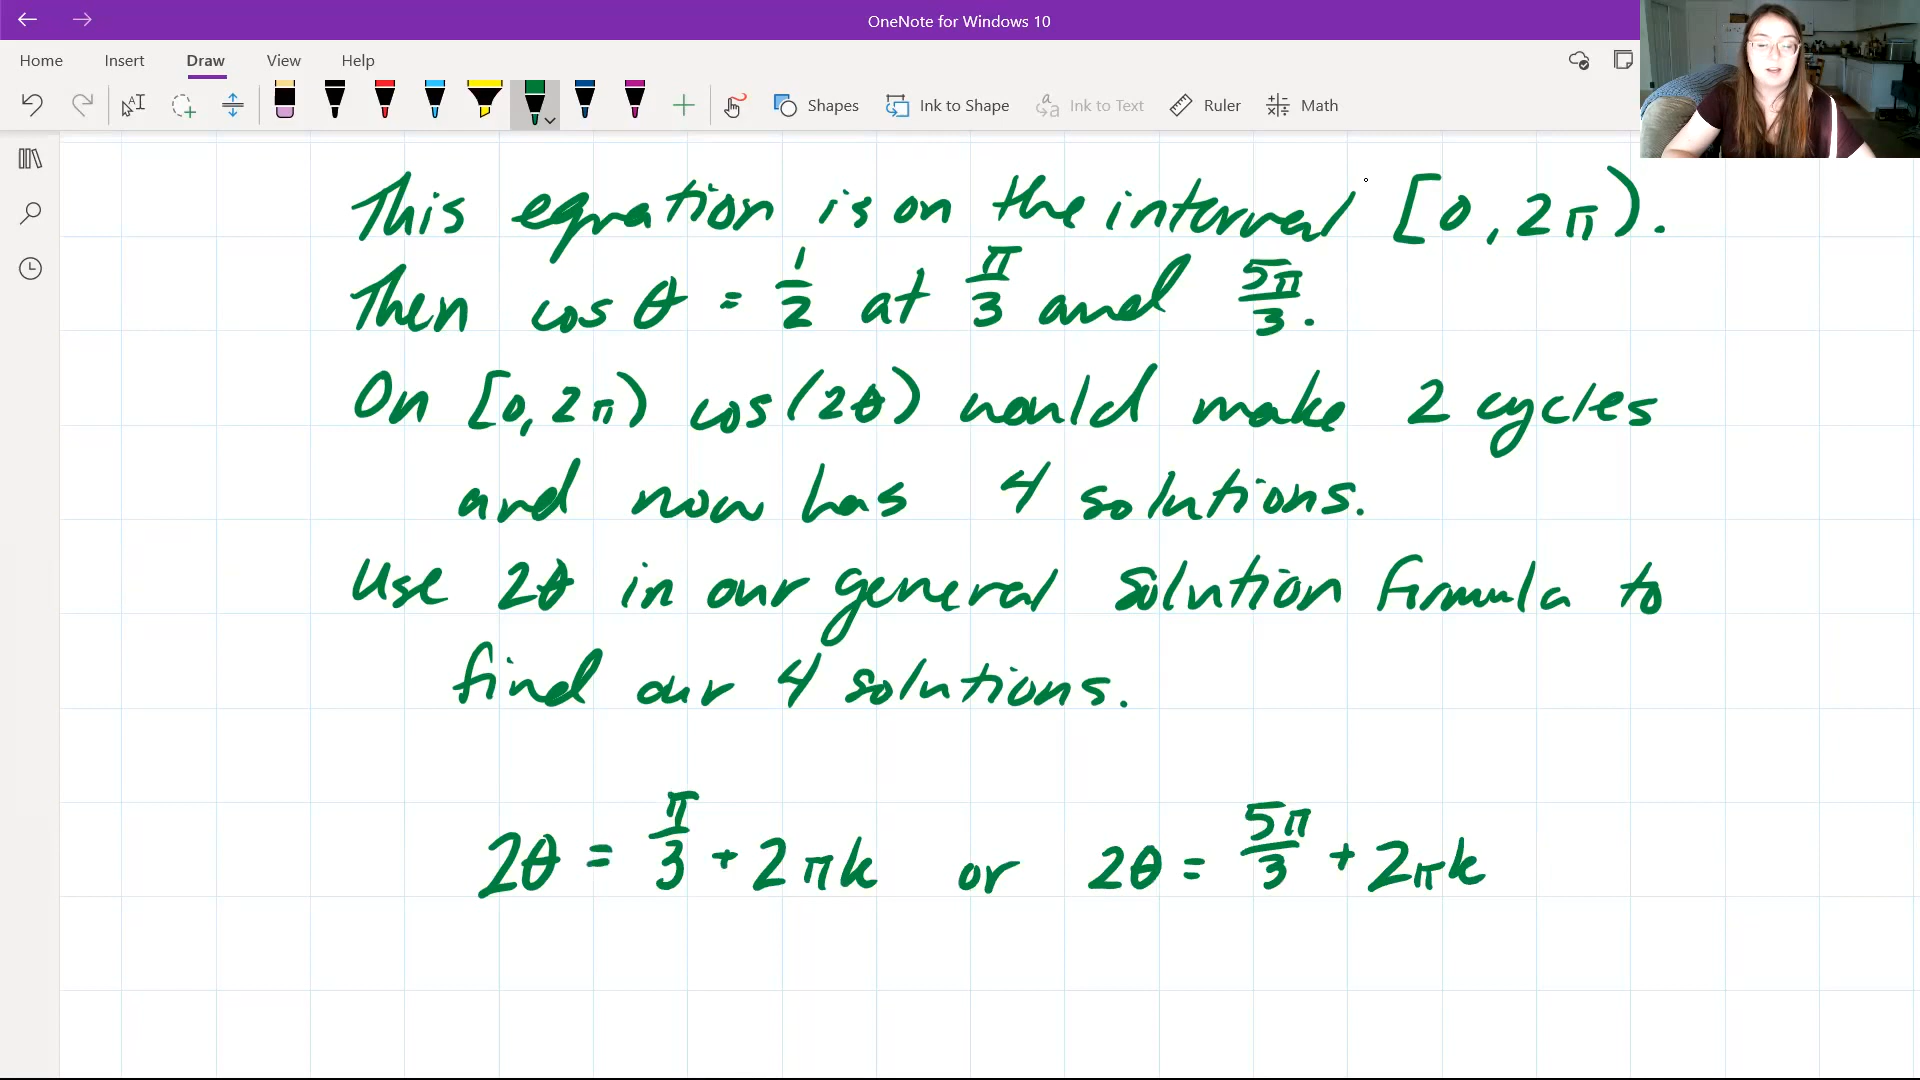 OneNote for Windows 10
Home Insert Draw View Help
Shapes Ink to Shape Ink to Text Ruler Math
This equation is on the interval [0, 2π).
Then cos θ = 1/2 at π/3 and 5π/3.
On [0, 2π) cos(2θ) would make 2 cycles
and now has 4 solutions.
Use 2θ in our general solution formula to
find our 4 solutions.
2θ = π/3 + 2πk or 2θ = 5π/3 + 2πk